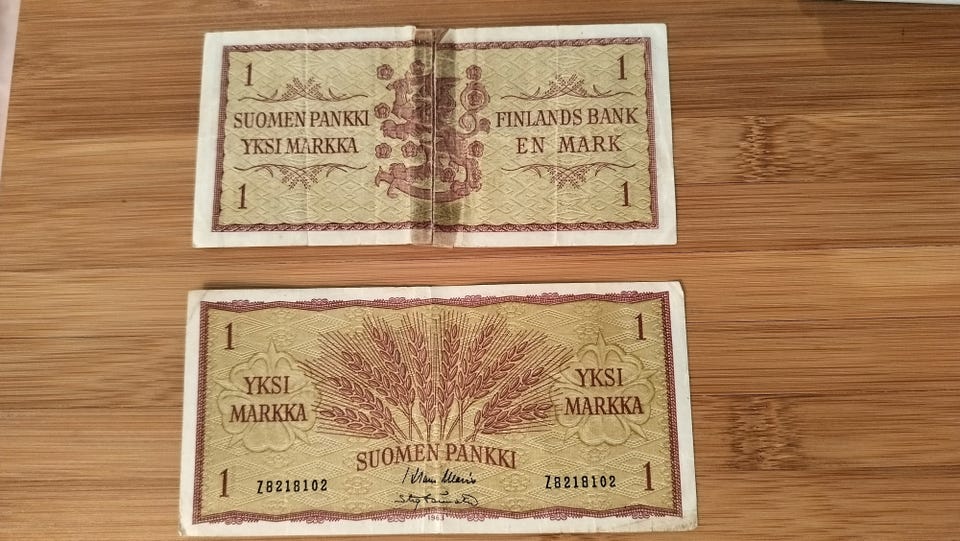 1 1
SUOMEN PANKKI FINLANDS BANK
YKSI MARKKA EN MARK
1 1
1 1
YKSI YKSI
MARKKA MARKKA
SUOMEN PANKKI
1 1
Z8218102 Z8218102
1963